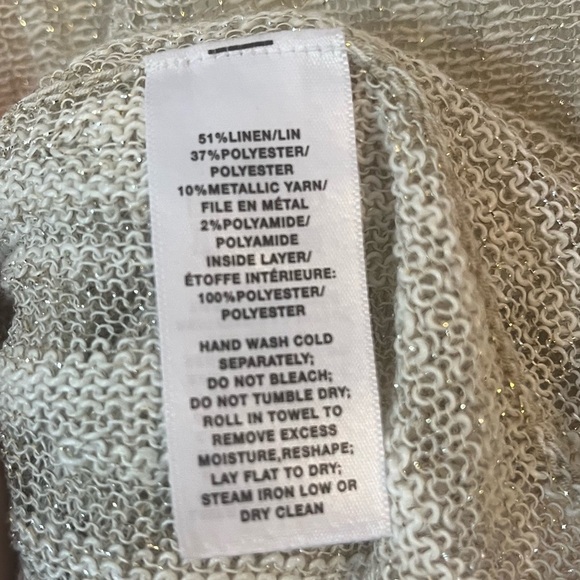 51%LINEN/LIN
37%POLYESTER/
POLYESTER
10%METALLIC YARN/
FILE EN MÉTAL
2%POLYAMIDE/
POLYAMIDE
INSIDE LAYER/
ÉTOFFE INTÉRIEURE:
100%POLYESTER/
POLYESTER
HAND WASH COLD
SEPARATELY;
DO NOT BLEACH;
DO NOT TUMBLE DRY;
ROLL IN TOWEL TO
REMOVE EXCESS
MOISTURE,RESHAPE;
LAY FLAT TO DRY;
STEAM IRON LOW OR
DRY CLEAN